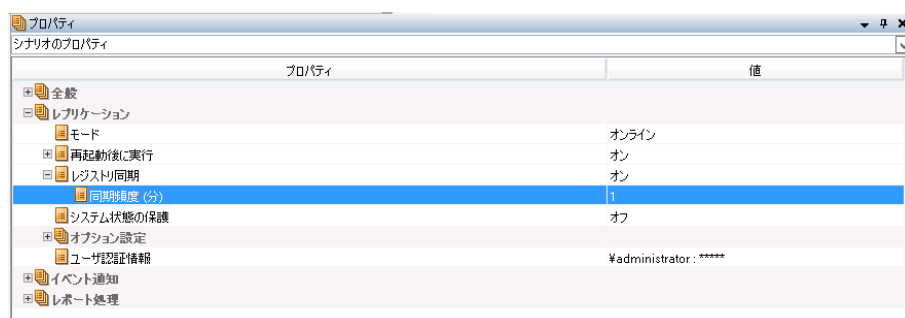 プロパティ
シナリオのプロパティ
プロパティ 値
全般
レプリケーション
モード オンライン
再起動後に実行 オン
レジストリ同期 オン
同期頻度 (分) 1
システム状態の保護 オフ
オプション設定
ユーザ認証情報 ¥administrator : *****
イベント通知
レポート処理